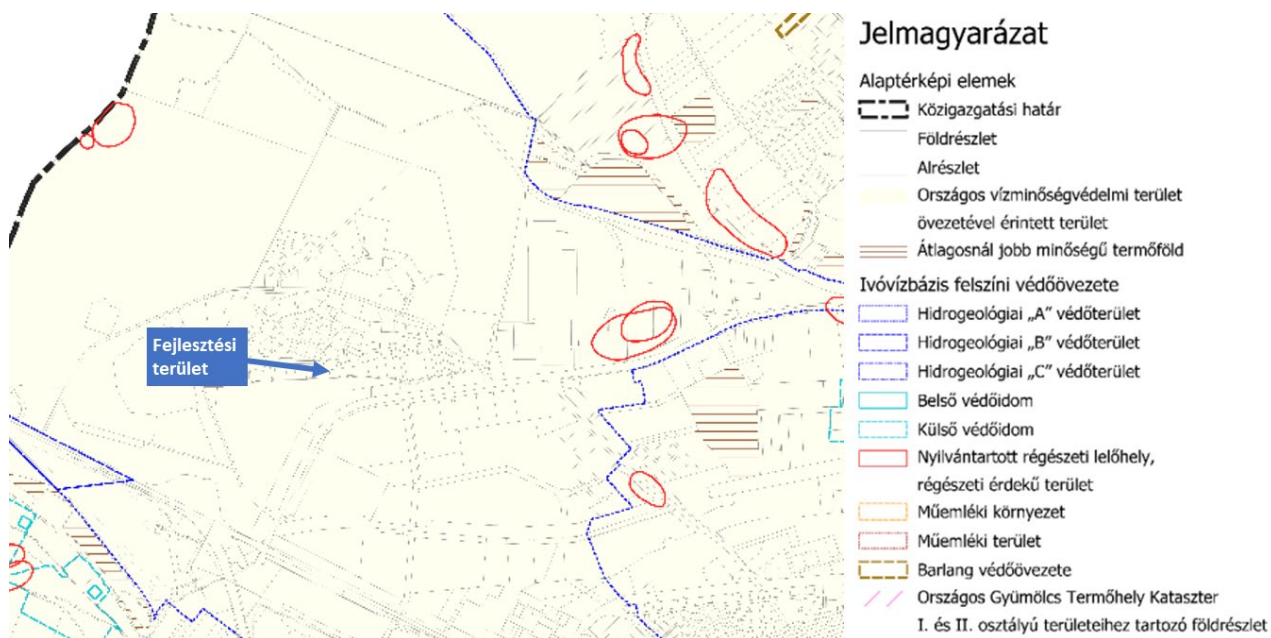 Fejlesztési
terület
Jelmagyarázat
Alaptérképi elemek
Közigazgatási határ
Földrészlet
Alrészlet
Országos vízminőségvédelmi terület
övezetével érintett terület
Átlagosnál jobb minőségű termőföld
Ivóvízbázis felszíni védőövezete
Hidrogeológiai „A” védőterület
Hidrogeológiai „B” védőterület
Hidrogeológiai „C” védőterület
Belső védőidom
Külső védőidom
Nyilvántartott régészeti lelőhely,
régészeti érdekű terület
Műemléki környezet
Műemléki terület
Barlang védőövezete
Országos Gyümölcs Termőhely Kataszter
I. és II. osztályú területeihez tartozó földrészlet